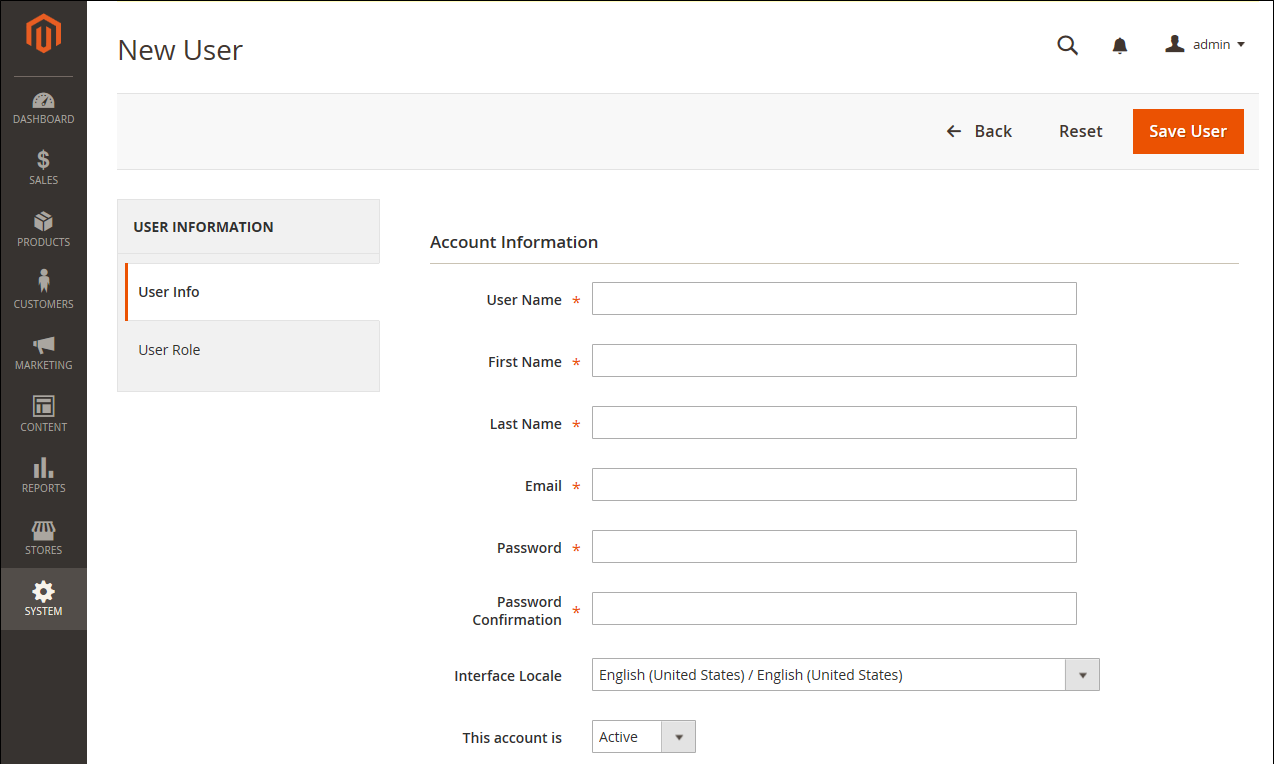 New User
admin
DASHBOARD
SALES
PRODUCTS
CUSTOMERS
MARKETING
CONTENT
REPORTS
STORES
SYSTEM
Back
Reset
Save User
USER INFORMATION
User Info
User Role
Account Information
User Name *
First Name *
Last Name *
Email *
Password *
Password
Confirmation *
Interface Locale English (United States) / English (United States)
This account is Active